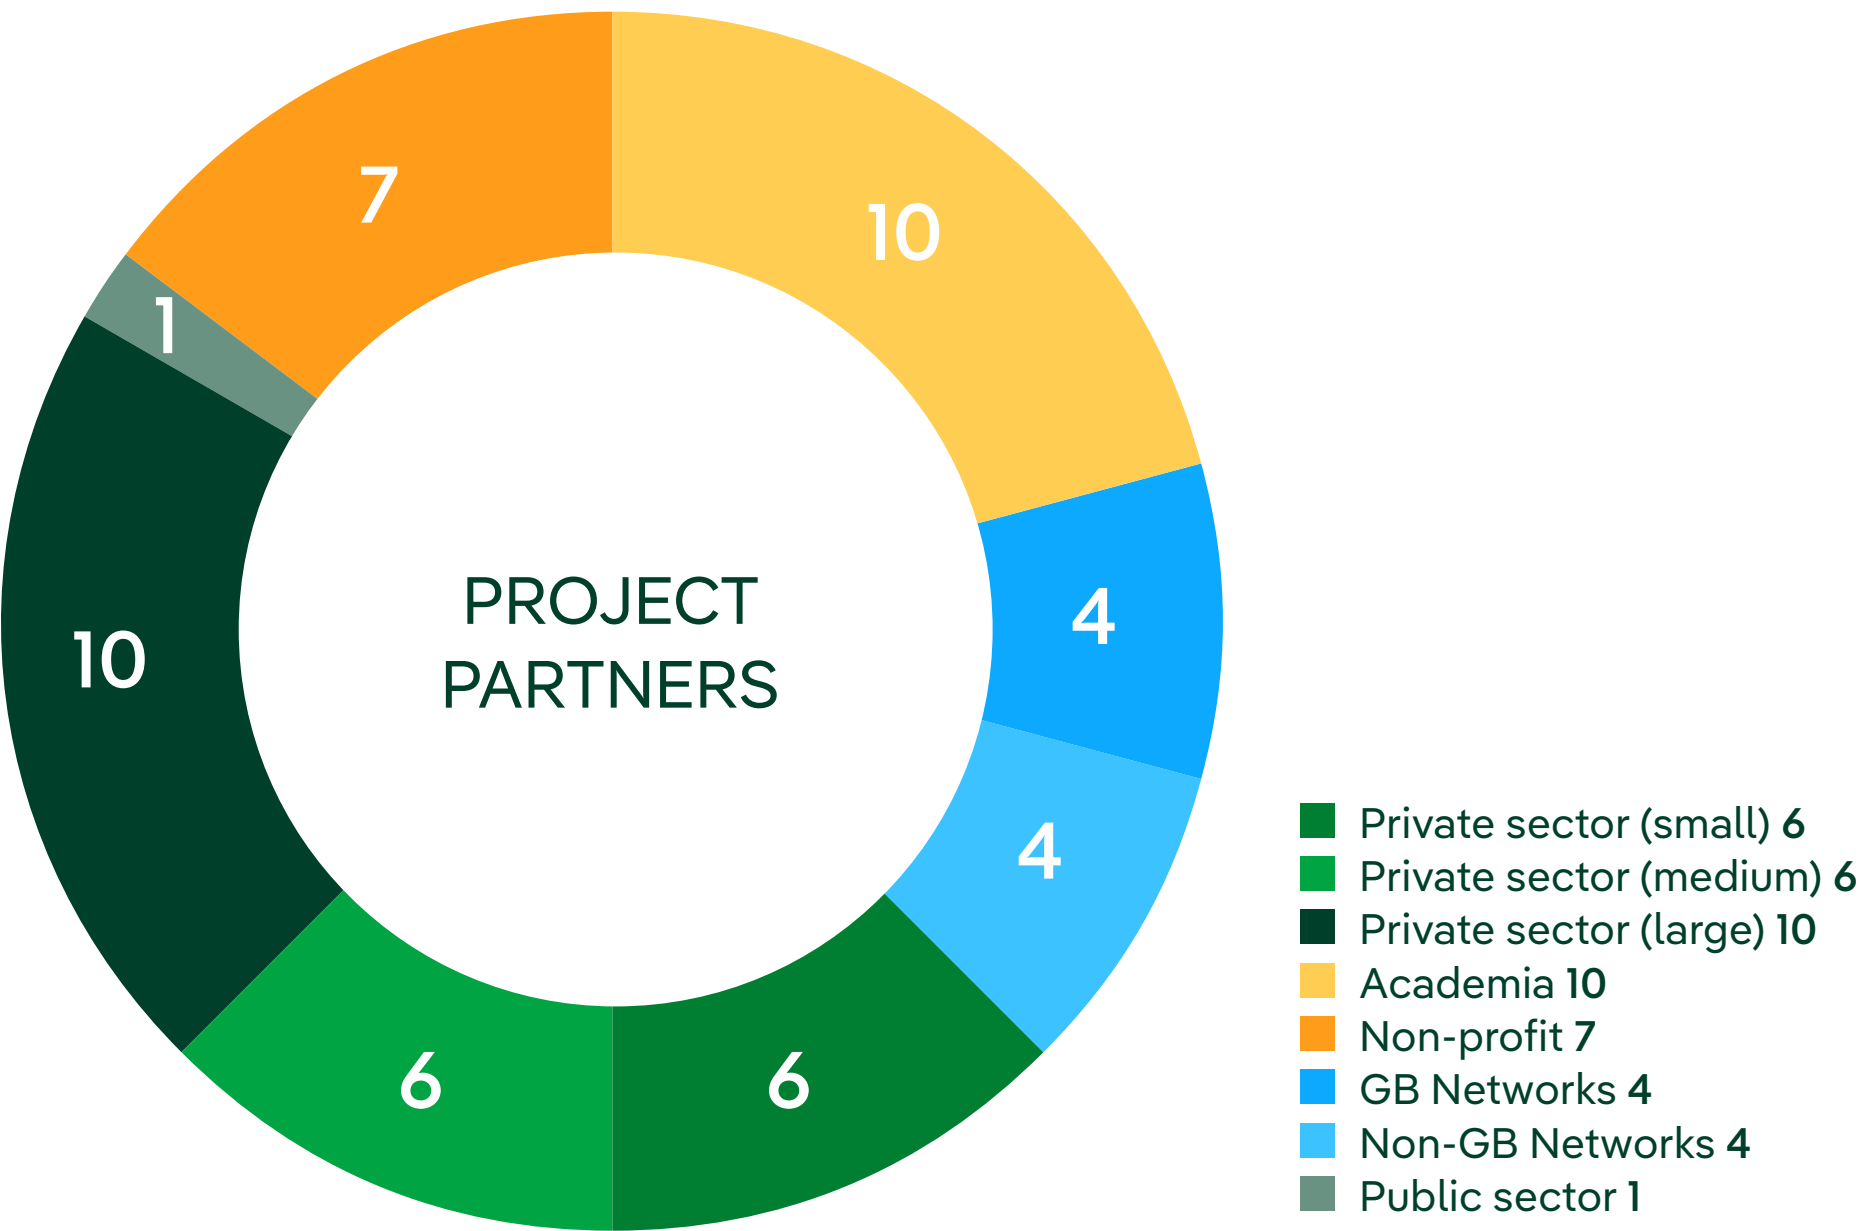 7
10
1
PROJECT
PARTNERS
4
10
4
6
6
Private sector (small) 6
Private sector (medium) 6
Private sector (large) 10
Academia 10
Non-profit 7
GB Networks 4
Non-GB Networks 4
Public sector 1